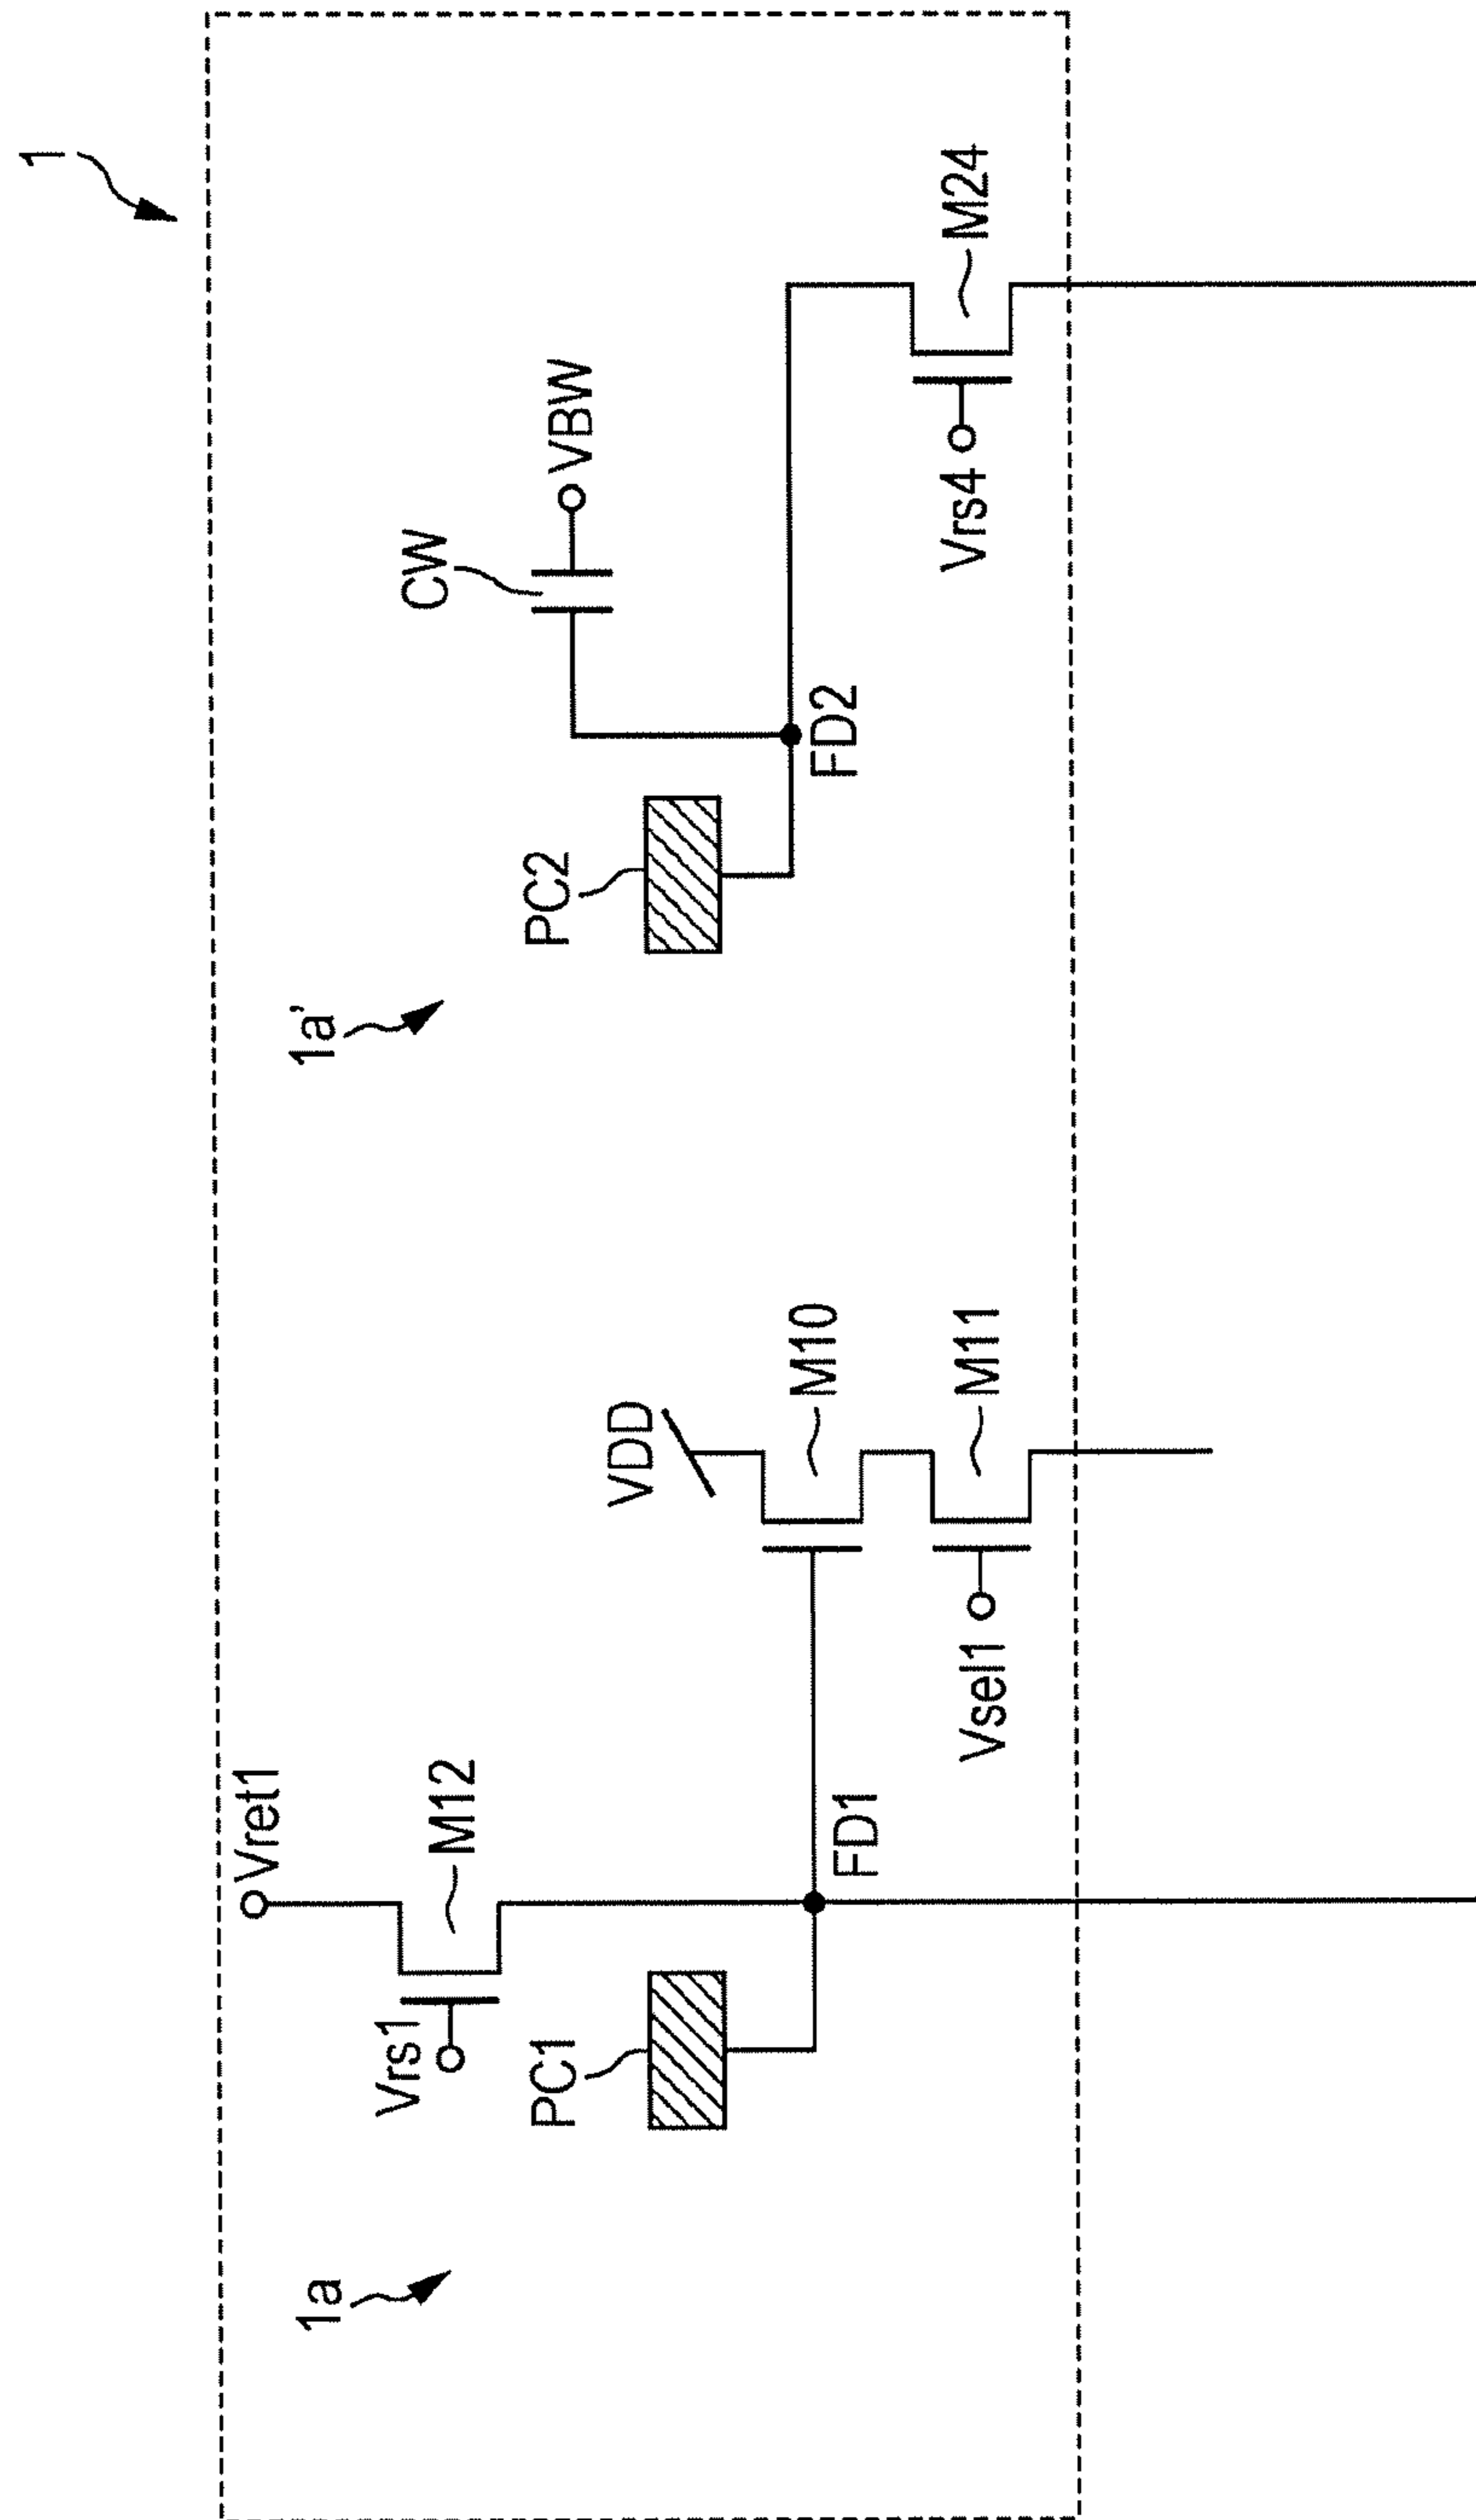 1
1a
Vret1
Vrs1
M12
PC1
FD1
VDD
M10
M11
Vsel1
1a'
PC2
CW
VBW
FD2
Vrs4
M24